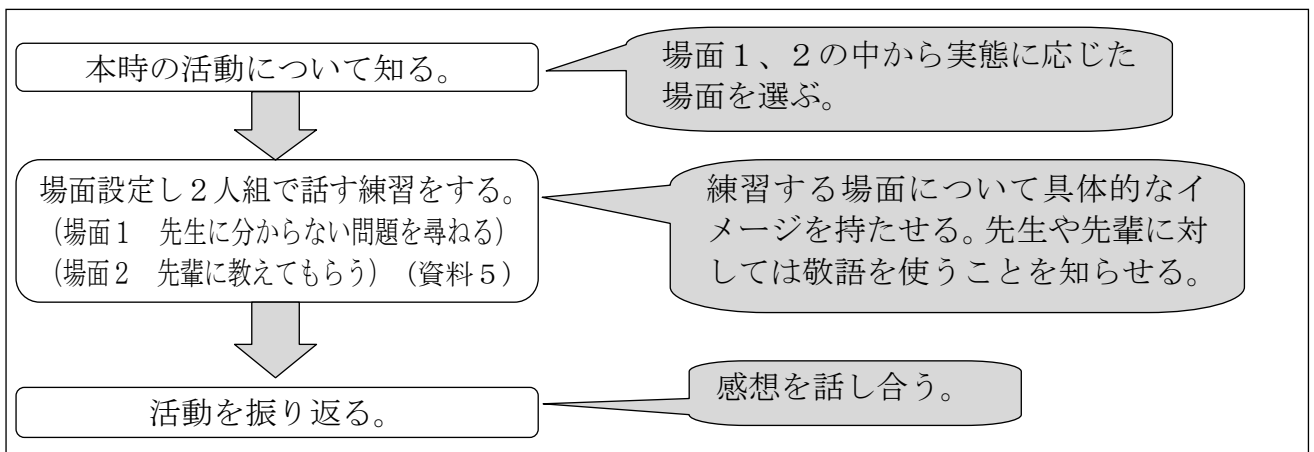 本時の活動について知る。
場面１、２の中から実態に応じた
場面を選ぶ。
場面設定し２人組で話す練習をする。
（場面１　先生に分からない問題を尋ねる）
（場面２　先輩に教えてもらう）（資料５）
練習する場面について具体的なイ
メージを持たせる。先生や先輩に対
しては敬語を使うことを知らせる。
活動を振り返る。
感想を話し合う。